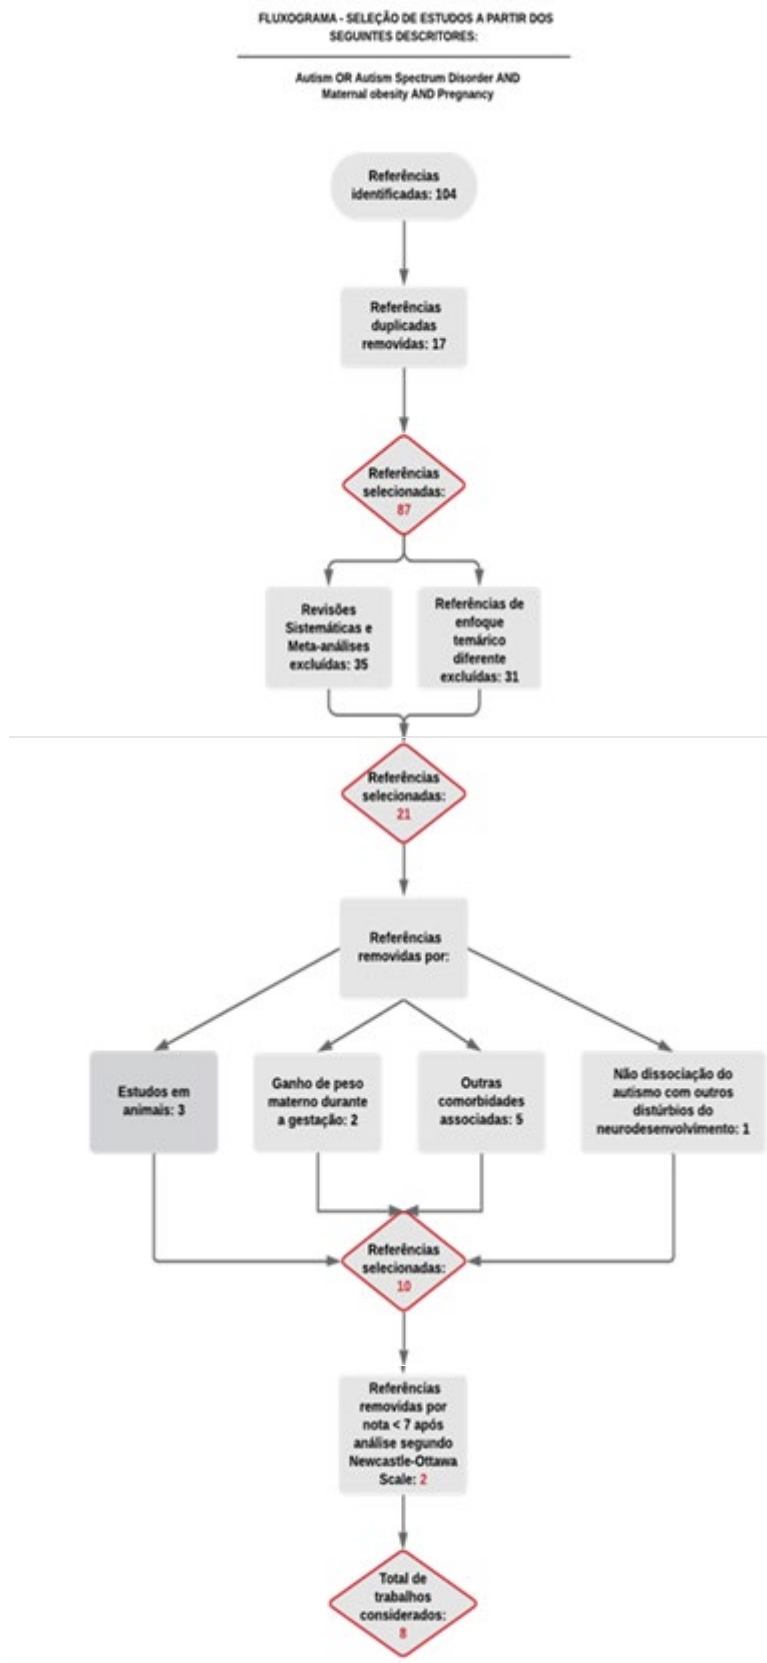 FLUXOGRAMA - SELEÇÃO DE ESTUDOS A PARTIR DOS
SEGUINTES DESCRITORES:
Autism OR Autism Spectrum Disorder AND
Maternal obesity AND Pregnancy
Referências
identificadas: 104
Referências
duplicadas
removidas: 17
Referências
selecionadas:
87
Revisões
Sistemáticas e
Meta-análises
excluídas: 35
Referências de
enfoque
temárico
diferente
excluídas: 31
Referências
selecionadas:
21
Referências
removidas por:
Estudos em
animais: 3
Ganho de peso
materno durante
a gestação: 2
Outras
comorbidades
associadas: 5
Não dissociação do
autismo com outros
distúrbios do
neurodesenvolvimento: 1
Referências
selecionadas:
10
Referências
removidas por
nota < 7 após
análise segundo
Newcastle-Ottawa
Scale: 2
Total de
trabalhos
considerados:
8